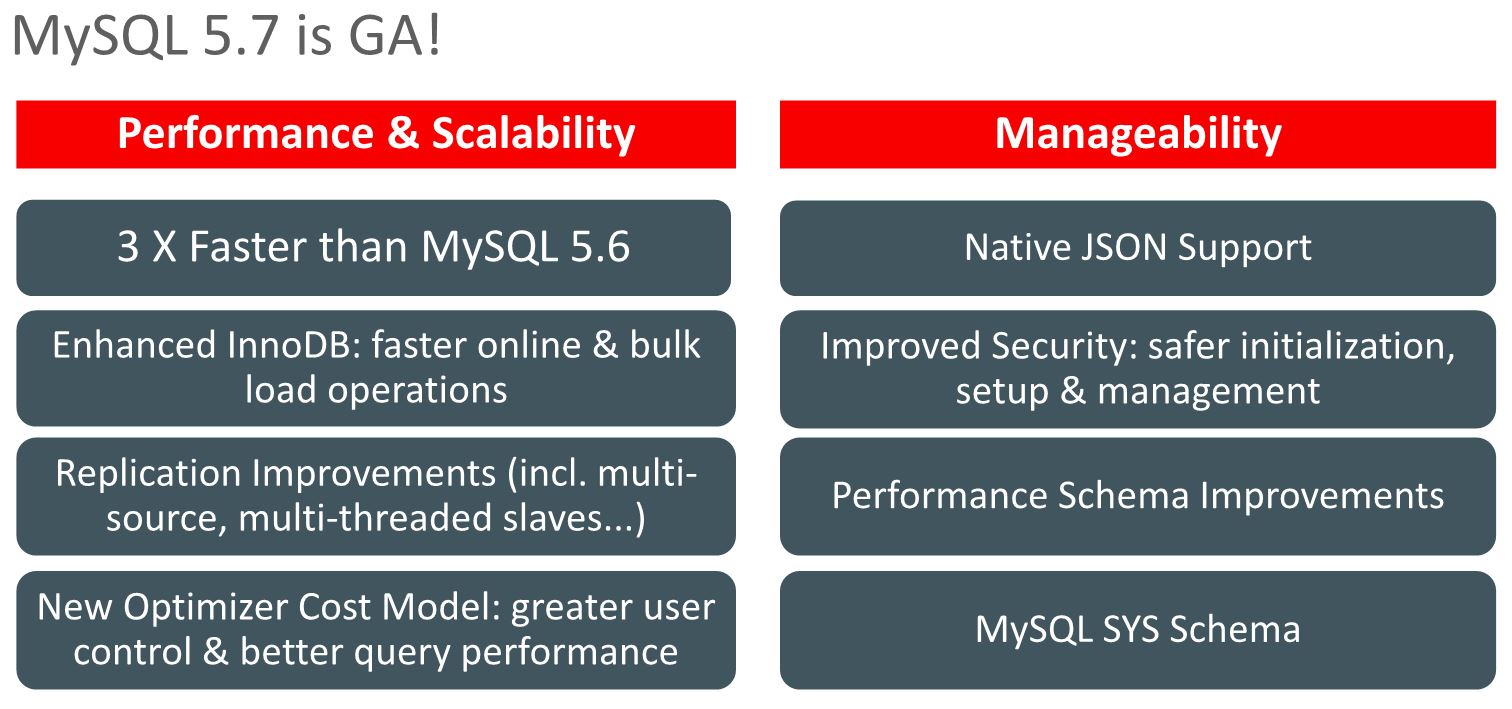 MySQL 5.7 is GA!
Performance & Scalability
3 X Faster than MySQL 5.6
Enhanced InnoDB: faster online & bulk
load operations
Replication Improvements (incl. multi-
source, multi-threaded slaves...)
New Optimizer Cost Model: greater user
control & better query performance
Manageability
Native JSON Support
Improved Security: safer initialization,
setup & management
Performance Schema Improvements
MySQL SYS Schema